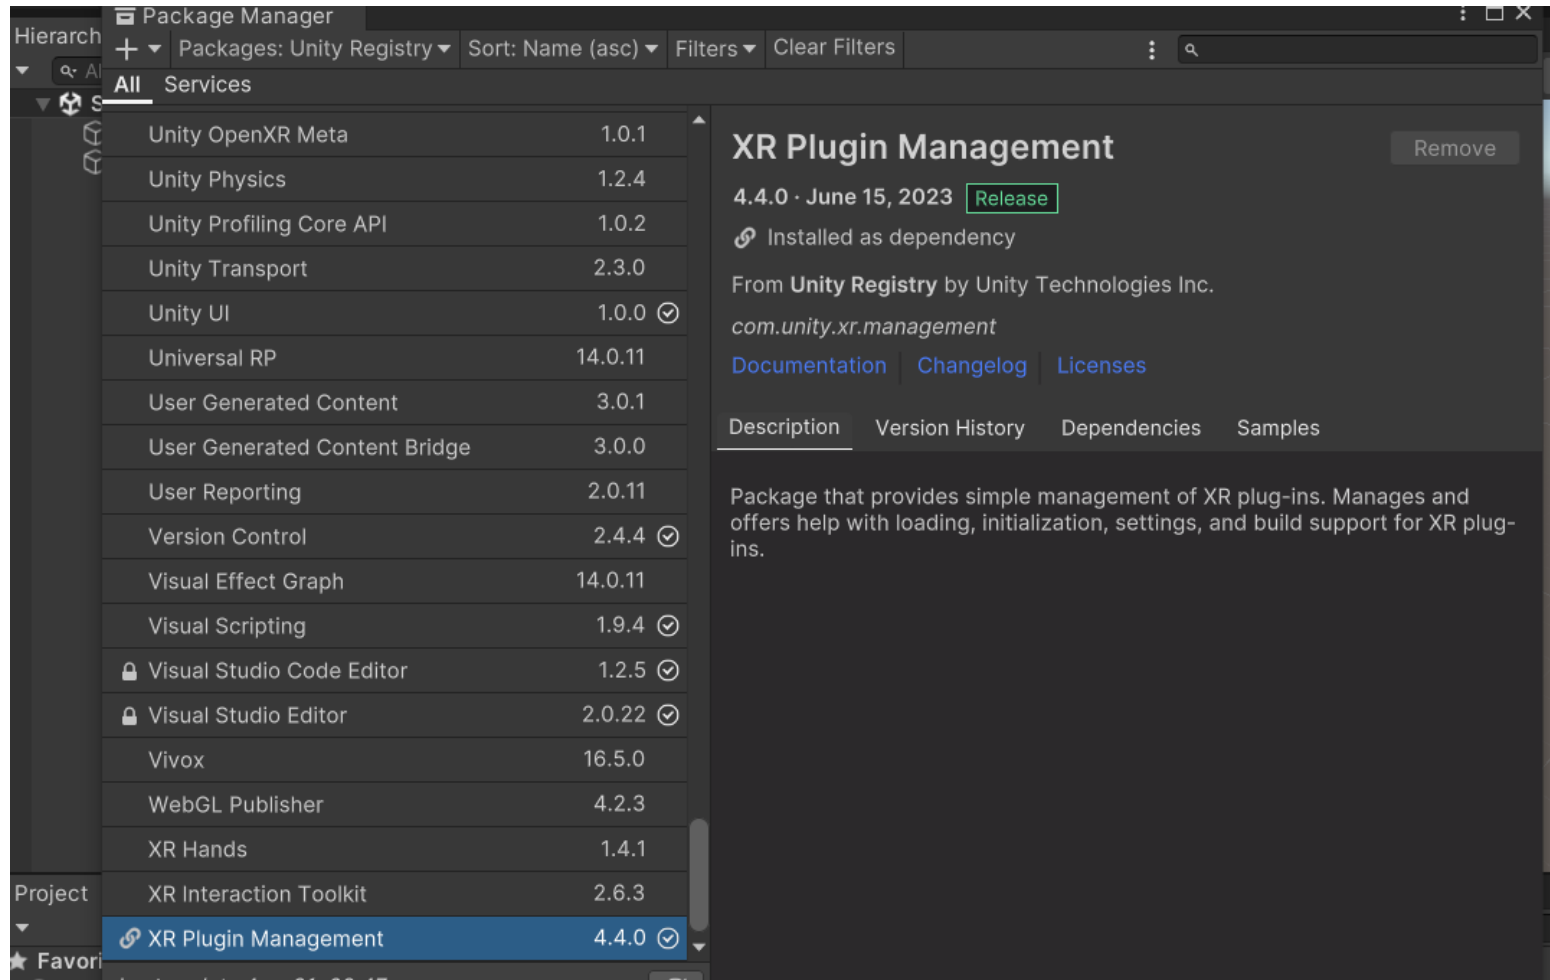 Package Manager
Hierarch
Packages: Unity Registry
Sort: Name (asc)
Filters
Clear Filters
All
All
Services
S
Unity OpenXR Meta 1.0.1
Unity Physics 1.2.4
Unity Profiling Core API 1.0.2
Unity Transport 2.3.0
Unity UI 1.0.0
Universal RP 14.0.11
User Generated Content 3.0.1
User Generated Content Bridge 3.0.0
User Reporting 2.0.11
Version Control 2.4.4
Visual Effect Graph 14.0.11
Visual Scripting 1.9.4
Visual Studio Code Editor 1.2.5
Visual Studio Editor 2.0.22
Vivox 16.5.0
WebGL Publisher 4.2.3
XR Hands 1.4.1
XR Interaction Toolkit 2.6.3
XR Plugin Management 4.4.0
Project
Favori
XR Plugin Management
Remove
4.4.0 · June 15, 2023 Release
Installed as dependency
From Unity Registry by Unity Technologies Inc.
com.unity.xr.management
Documentation
Changelog
Licenses
Description
Version History
Dependencies
Samples
Package that provides simple management of XR plug-ins. Manages and
offers help with loading, initialization, settings, and build support for XR plug-
ins.